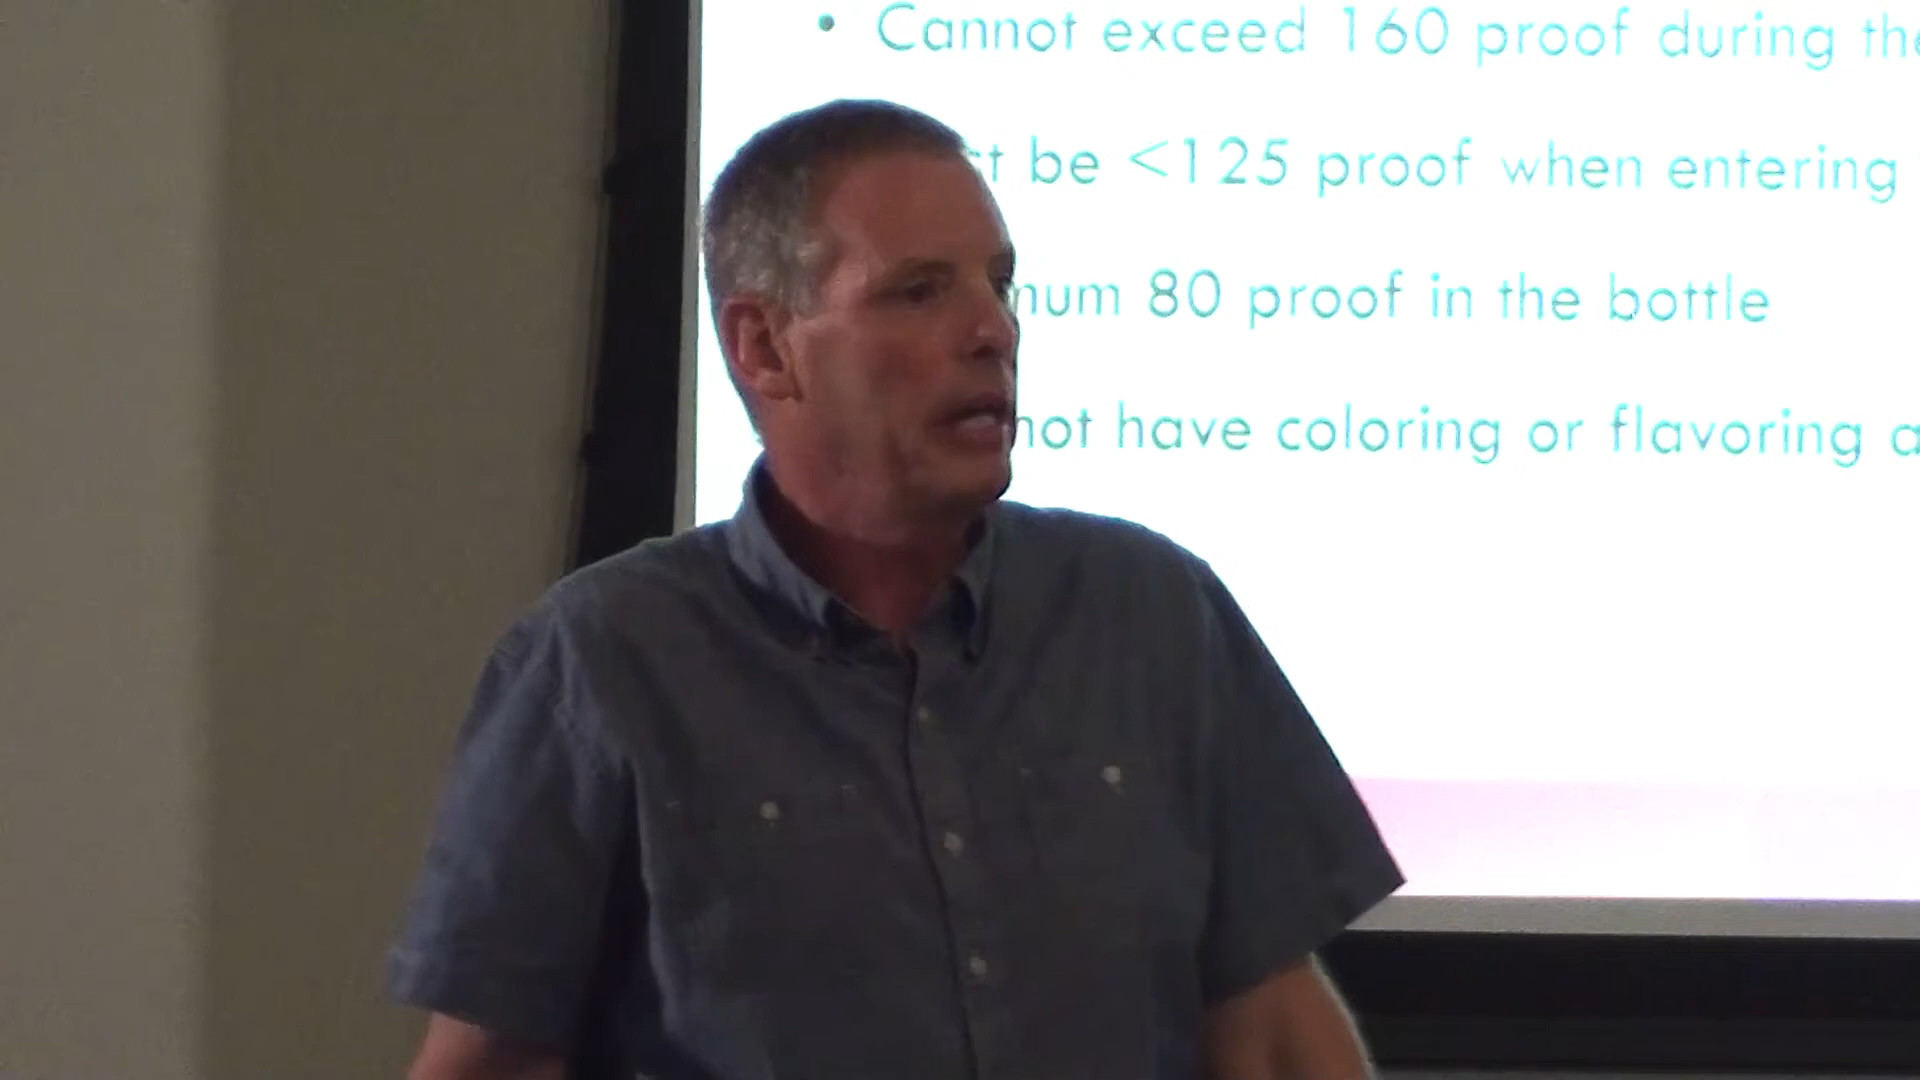 • Cannot exceed 160 proof during the
be <125 proof when entering
80 proof in the bottle
not have coloring or flavoring